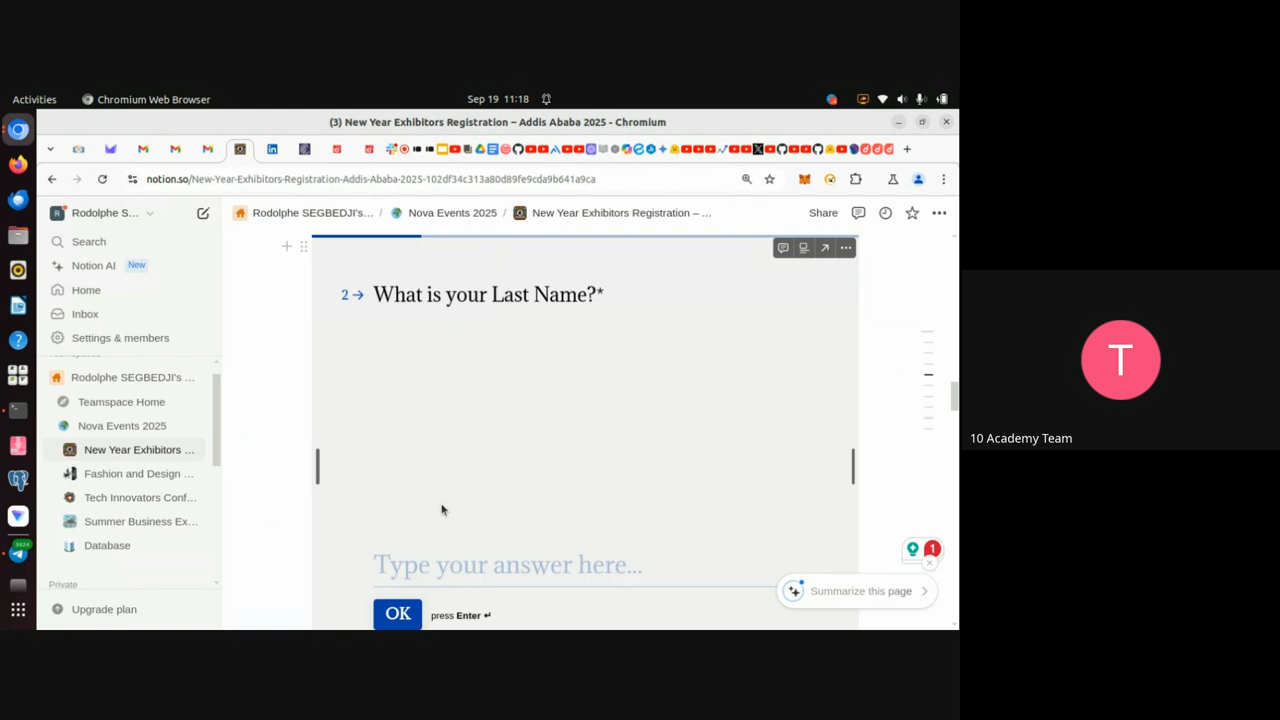 Activities
Chromium Web Browser
Sep 19 11:18
(3) New Year Exhibitors Registration – Addis Ababa 2025 - Chromium
notion.so/New-Year-Exhibitors-Registration-Addis-Ababa-2025-102df34c313a80d89fe9cda9b641a9ca
R
Rodolphe S...
Rodolphe SEGBEDJI's...
/
Nova Events 2025
/
New Year Exhibitors Registration – ...
Share
Search
Notion AI
New
Home
Inbox
Settings & members
Rodolphe SEGBEDJI's ...
Teamspace Home
Nova Events 2025
New Year Exhibitors ...
Fashion and Design ...
Tech Innovators Conf...
Summer Business Ex...
Database
Private
Upgrade plan
2
What is your Last Name?*
Type your answer here...
OK
press Enter ↵
1
Summarize this page
T
10 Academy Team